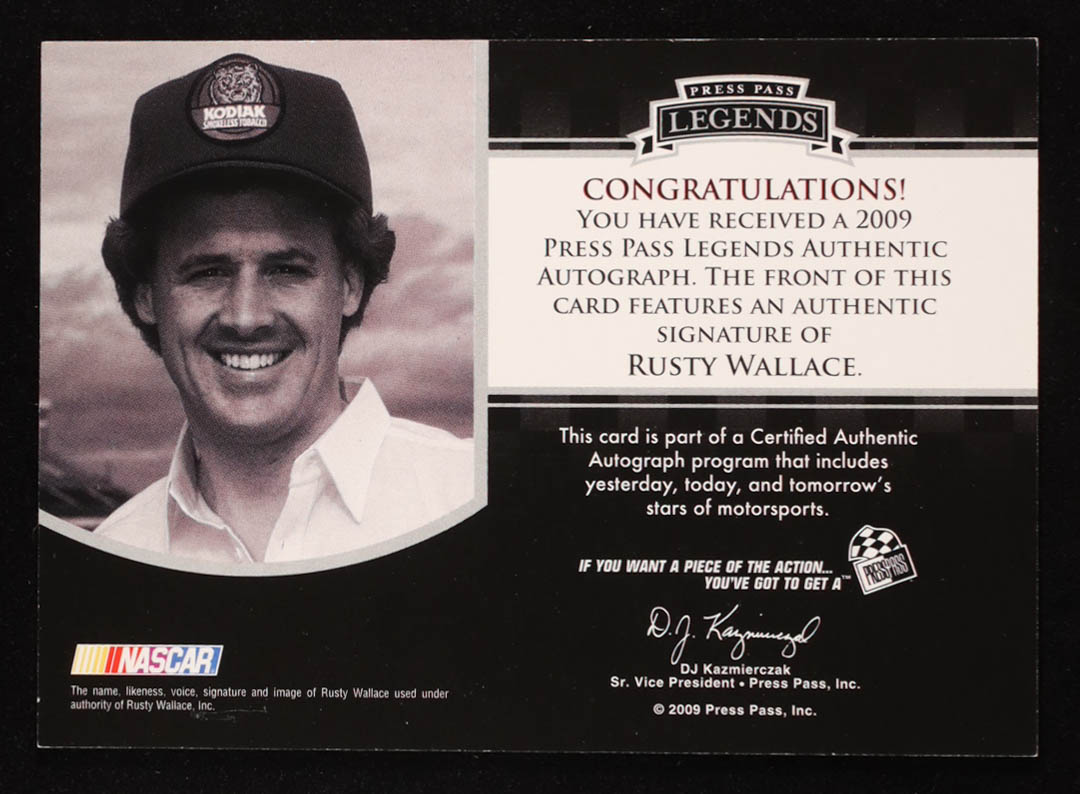 KODIAK
SMOKELESS TOBACCO
PRESS PASS
LEGENDS
CONGRATULATIONS!
YOU HAVE RECEIVED A 2009
PRESS PASS LEGENDS AUTHENTIC
AUTOGRAPH. THE FRONT OF THIS
CARD FEATURES AN AUTHENTIC
SIGNATURE OF
RUSTY WALLACE.
This card is part of a Certified Authentic
Autograph program that includes
yesterday, today, and tomorrow's
stars of motorsports.
IF YOU WANT A PIECE OF THE ACTION...
YOU'VE GOT TO GET A™
PRESS PASS
D.J. Kazmierczak
DJ Kazmierczak
Sr. Vice President • Press Pass, Inc.
© 2009 Press Pass, Inc.
NASCAR
The name, likeness, voice, signature and image of Rusty Wallace used under
authority of Rusty Wallace, Inc.